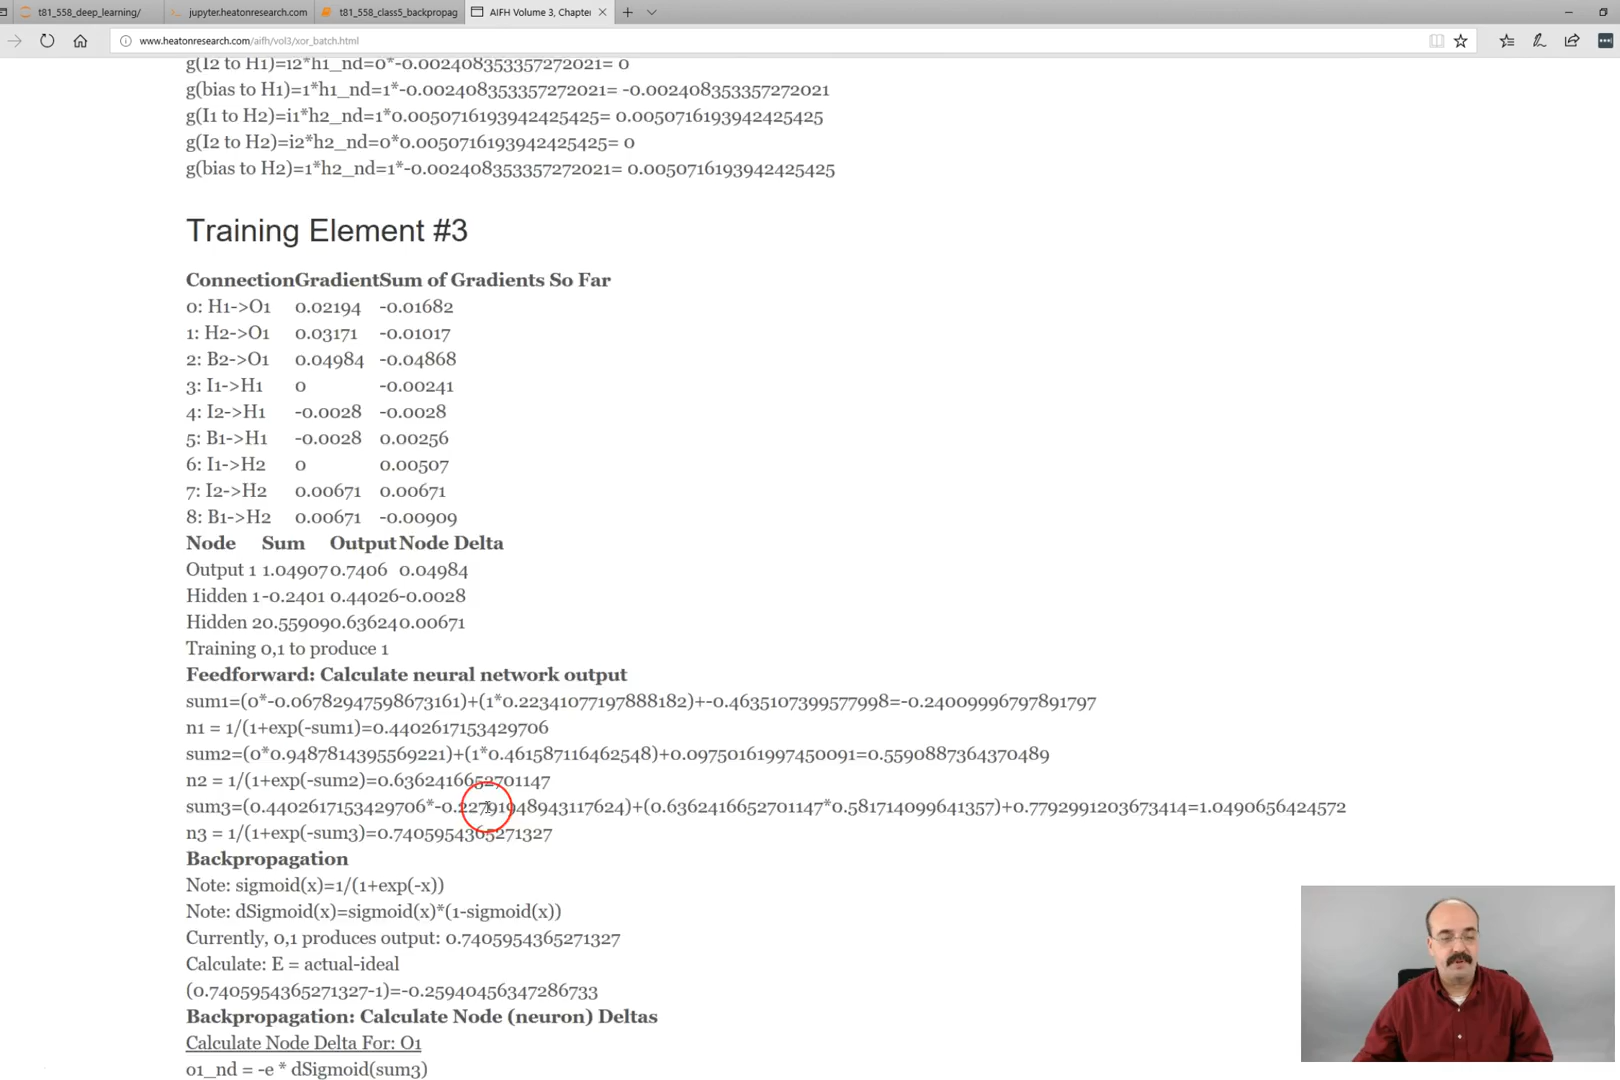 t81_558_deep_learning/
jupyter.heatonresearch.com
t81_558_class5_backpropag
AIFH Volume 3, Chapter
www.heatonresearch.com/aifh/vol3/xor_batch.html
g(I2 to H1)=i2*h1_nd=0*-0.002408353357272021= 0
g(bias to H1)=1*h1_nd=1*-0.002408353357272021= -0.002408353357272021
g(I1 to H2)=i1*h2_nd=1*0.0050716193942425425= 0.0050716193942425425
g(I2 to H2)=i2*h2_nd=0*0.0050716193942425425= 0
g(bias to H2)=1*h2_nd=1*-0.002408353357272021= 0.0050716193942425425
Training Element #3
ConnectionGradientSum of Gradients So Far
0: H1->O1 0.02194 -0.01682
1: H2->O1 0.03171 -0.01017
2: B2->O1 0.04984 -0.04868
3: I1->H1 0 -0.00241
4: I2->H1 -0.0028 -0.0028
5: B1->H1 -0.0028 0.00256
6: I1->H2 0 0.00507
7: I2->H2 0.00671 0.00671
8: B1->H2 0.00671 -0.00909
Node Sum OutputNode Delta
Output 1 1.049070.7406 0.04984
Hidden 1-0.2401 0.44026-0.0028
Hidden 20.559090.636240.00671
Training 0,1 to produce 1
Feedforward: Calculate neural network output
sum1=(0*-0.06782947598673161)+(1*0.22341077197888182)+-0.4635107399577998=-0.24009996797891797
n1 = 1/(1+exp(-sum1)=0.4402617153429706
sum2=(0*0.9487814395569221)+(1*0.461587116462548)+0.09750161997450091=0.5590887364370489
n2 = 1/(1+exp(-sum2)=0.6362416652701147
sum3=(0.4402617153429706*-0.22791948943117624)+(0.6362416652701147*0.581714099641357)+0.7792991203673414=1.0490656424572
n3 = 1/(1+exp(-sum3)=0.7405954365271327
Backpropagation
Note: sigmoid(x)=1/(1+exp(-x))
Note: dSigmoid(x)=sigmoid(x)*(1-sigmoid(x))
Currently, 0,1 produces output: 0.7405954365271327
Calculate: E = actual-ideal
(0.7405954365271327-1)=-0.25940456347286733
Backpropagation: Calculate Node (neuron) Deltas
Calculate Node Delta For: O1
o1_nd = -e * dSigmoid(sum3)